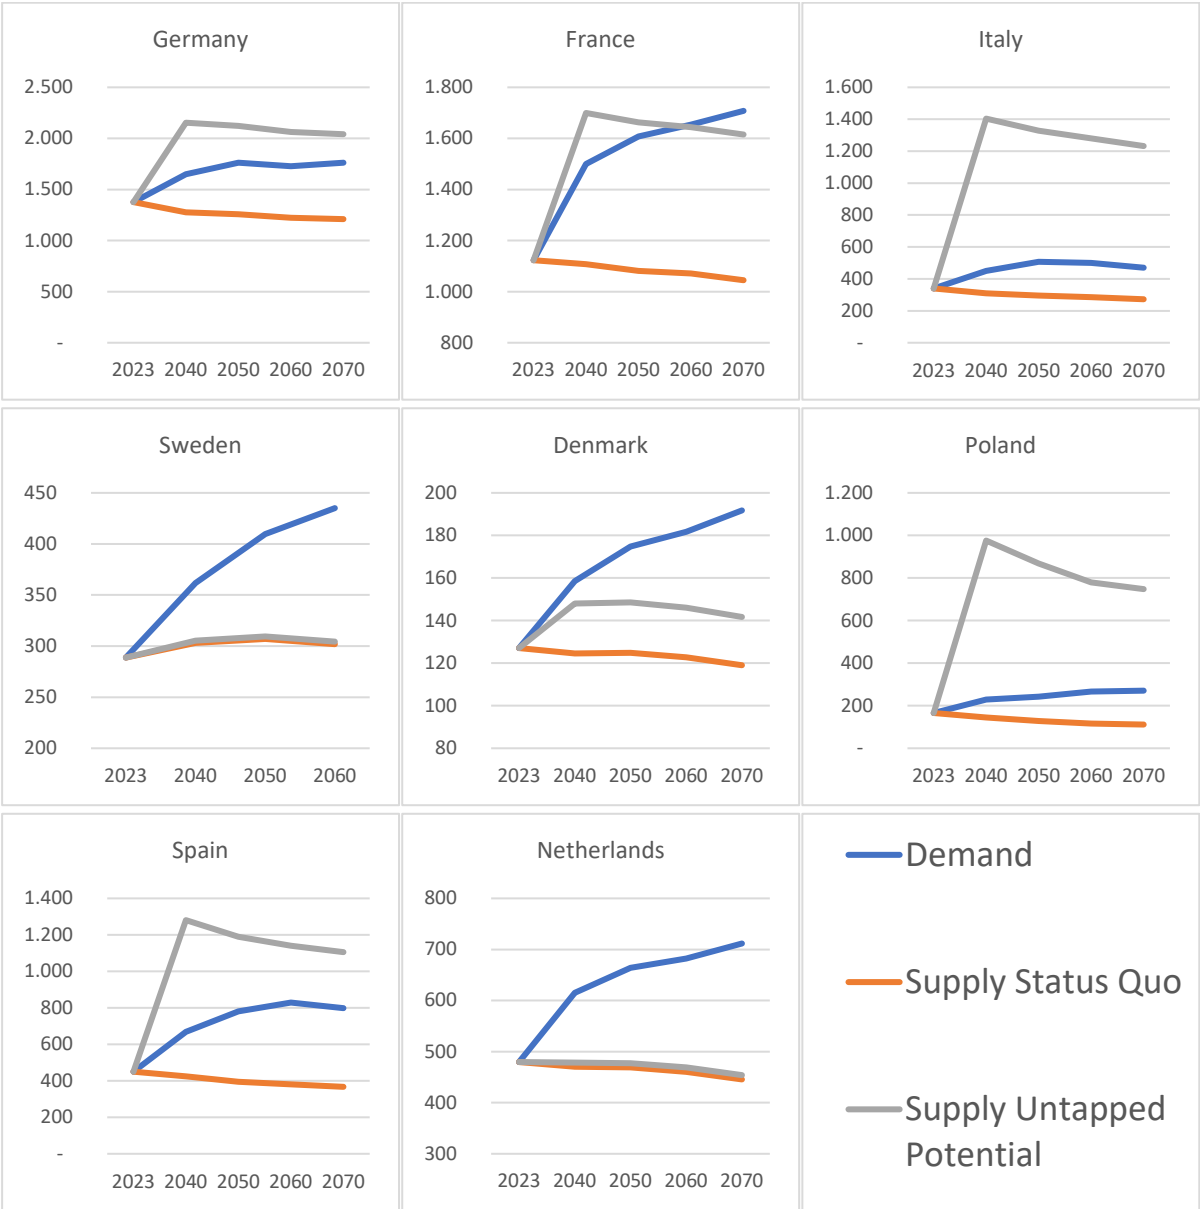 Germany
2.500
2.000
1.500
1.000
500
-
2023 2040 2050 2060 2070
France
1.800
1.600
1.400
1.200
1.000
800
2023 2040 2050 2060 2070
Italy
1.600
1.400
1.200
1.000
800
600
400
200
-
2023 2040 2050 2060 2070
Sweden
450
400
350
300
250
200
2023 2040 2050 2060
Denmark
200
180
160
140
120
100
80
2023 2040 2050 2060 2070
Poland
1.200
1.000
800
600
400
200
-
2023 2040 2050 2060 2070
Spain
1.400
1.200
1.000
800
600
400
200
-
2023 2040 2050 2060 2070
Netherlands
800
700
600
500
400
300
2023 2040 2050 2060 2070
Demand
Supply Status Quo
Supply Untapped
Potential